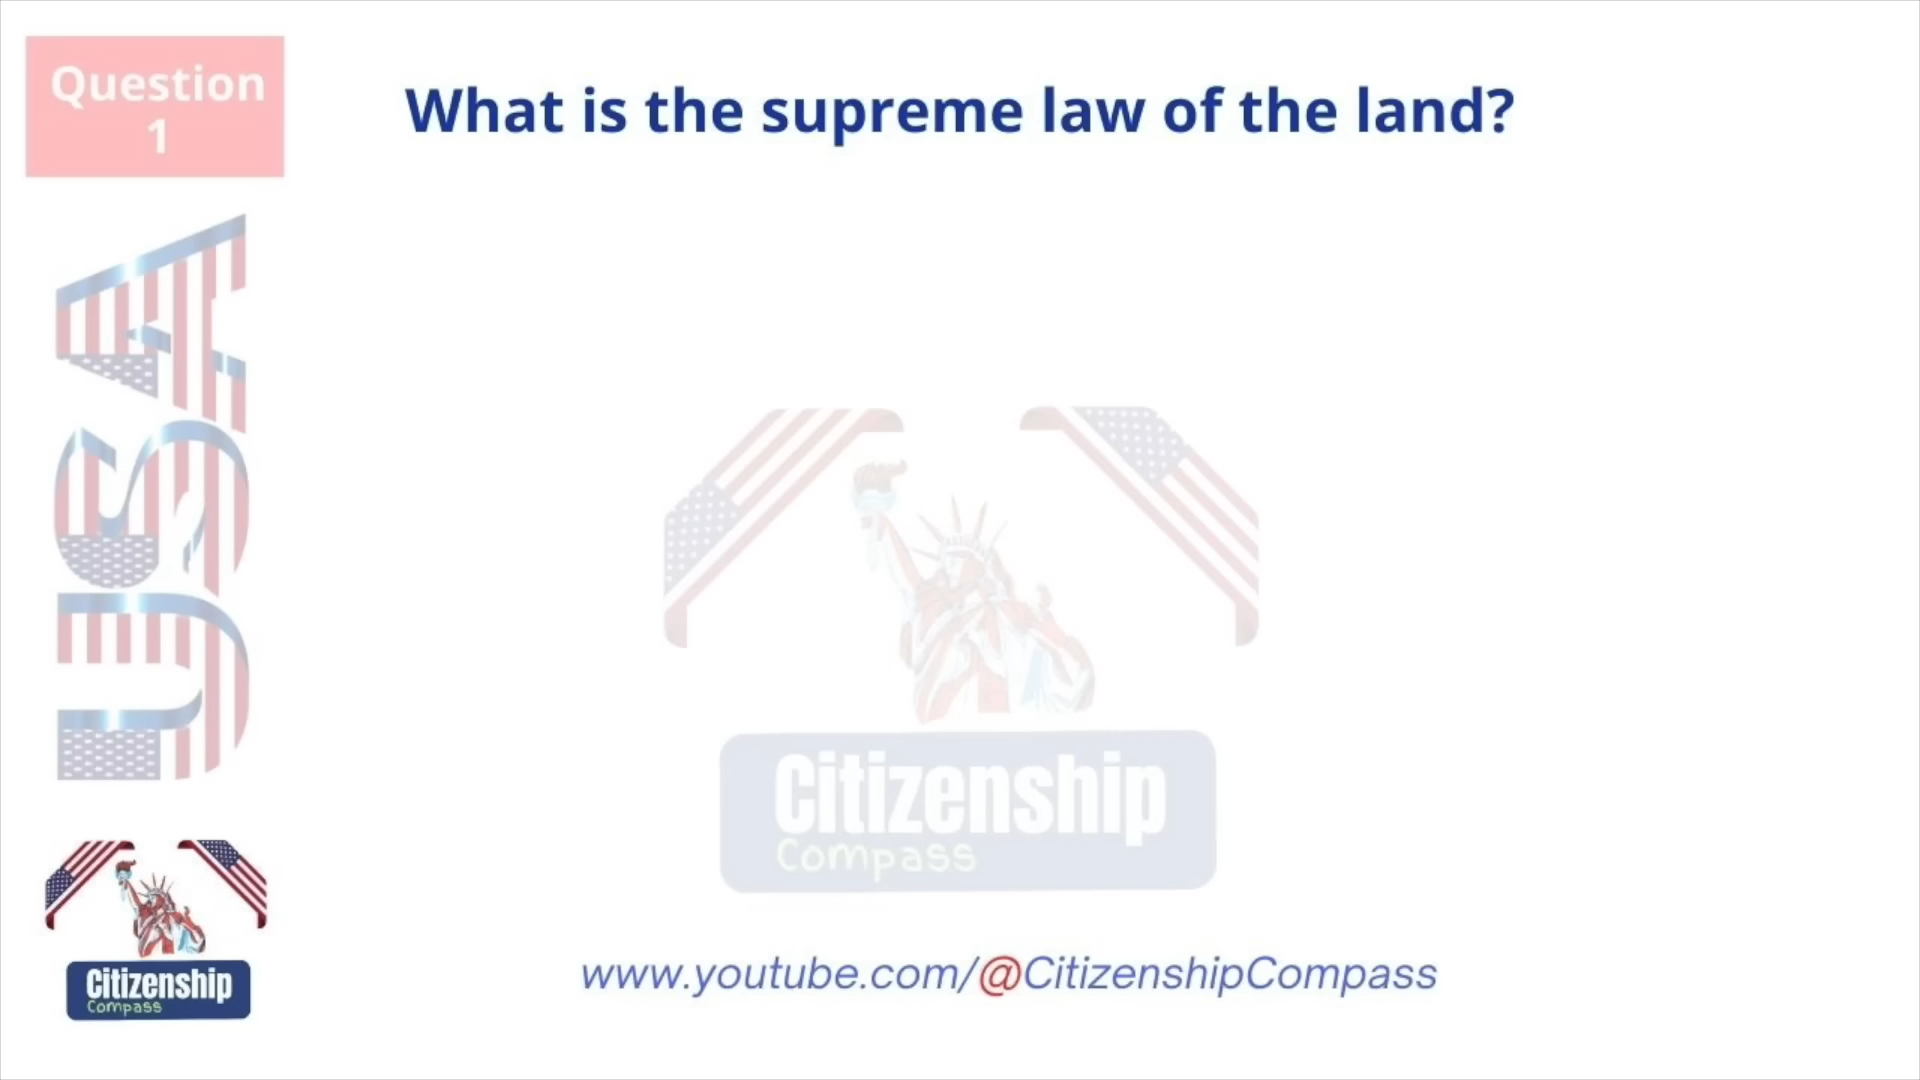 Question
1
What is the supreme law of the land?
USA
Citizenship
Compass
Citizenship
Compass
www.youtube.com/@CitizenshipCompass